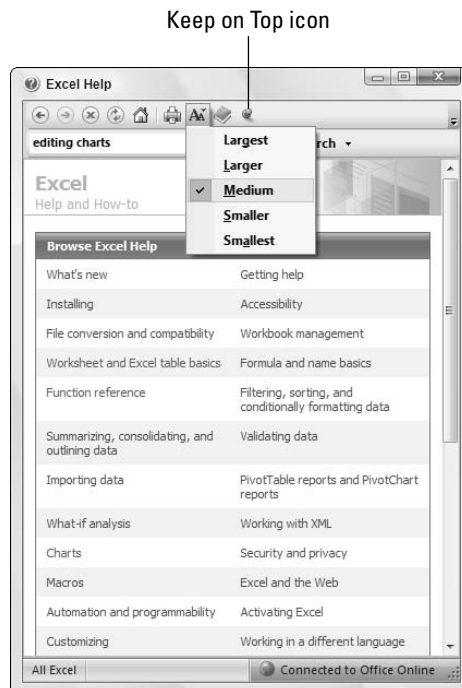 Keep on Top icon
Excel Help
editing charts
rch
Largest
Larger
Medium
Smaller
Smallest
Excel
Help and How-to
Browse Excel Help
What's new
Getting help
Installing
Accessibility
File conversion and compatibility
Workbook management
Worksheet and Excel table basics
Formula and name basics
Function reference
Filtering, sorting, and
conditionally formatting data
Summarizing, consolidating, and
outlining data
Validating data
Importing data
PivotTable reports and PivotChart
reports
What-if analysis
Working with XML
Charts
Security and privacy
Macros
Excel and the Web
Automation and programmability
Activating Excel
Customizing
Working in a different language
All Excel
Connected to Office Online